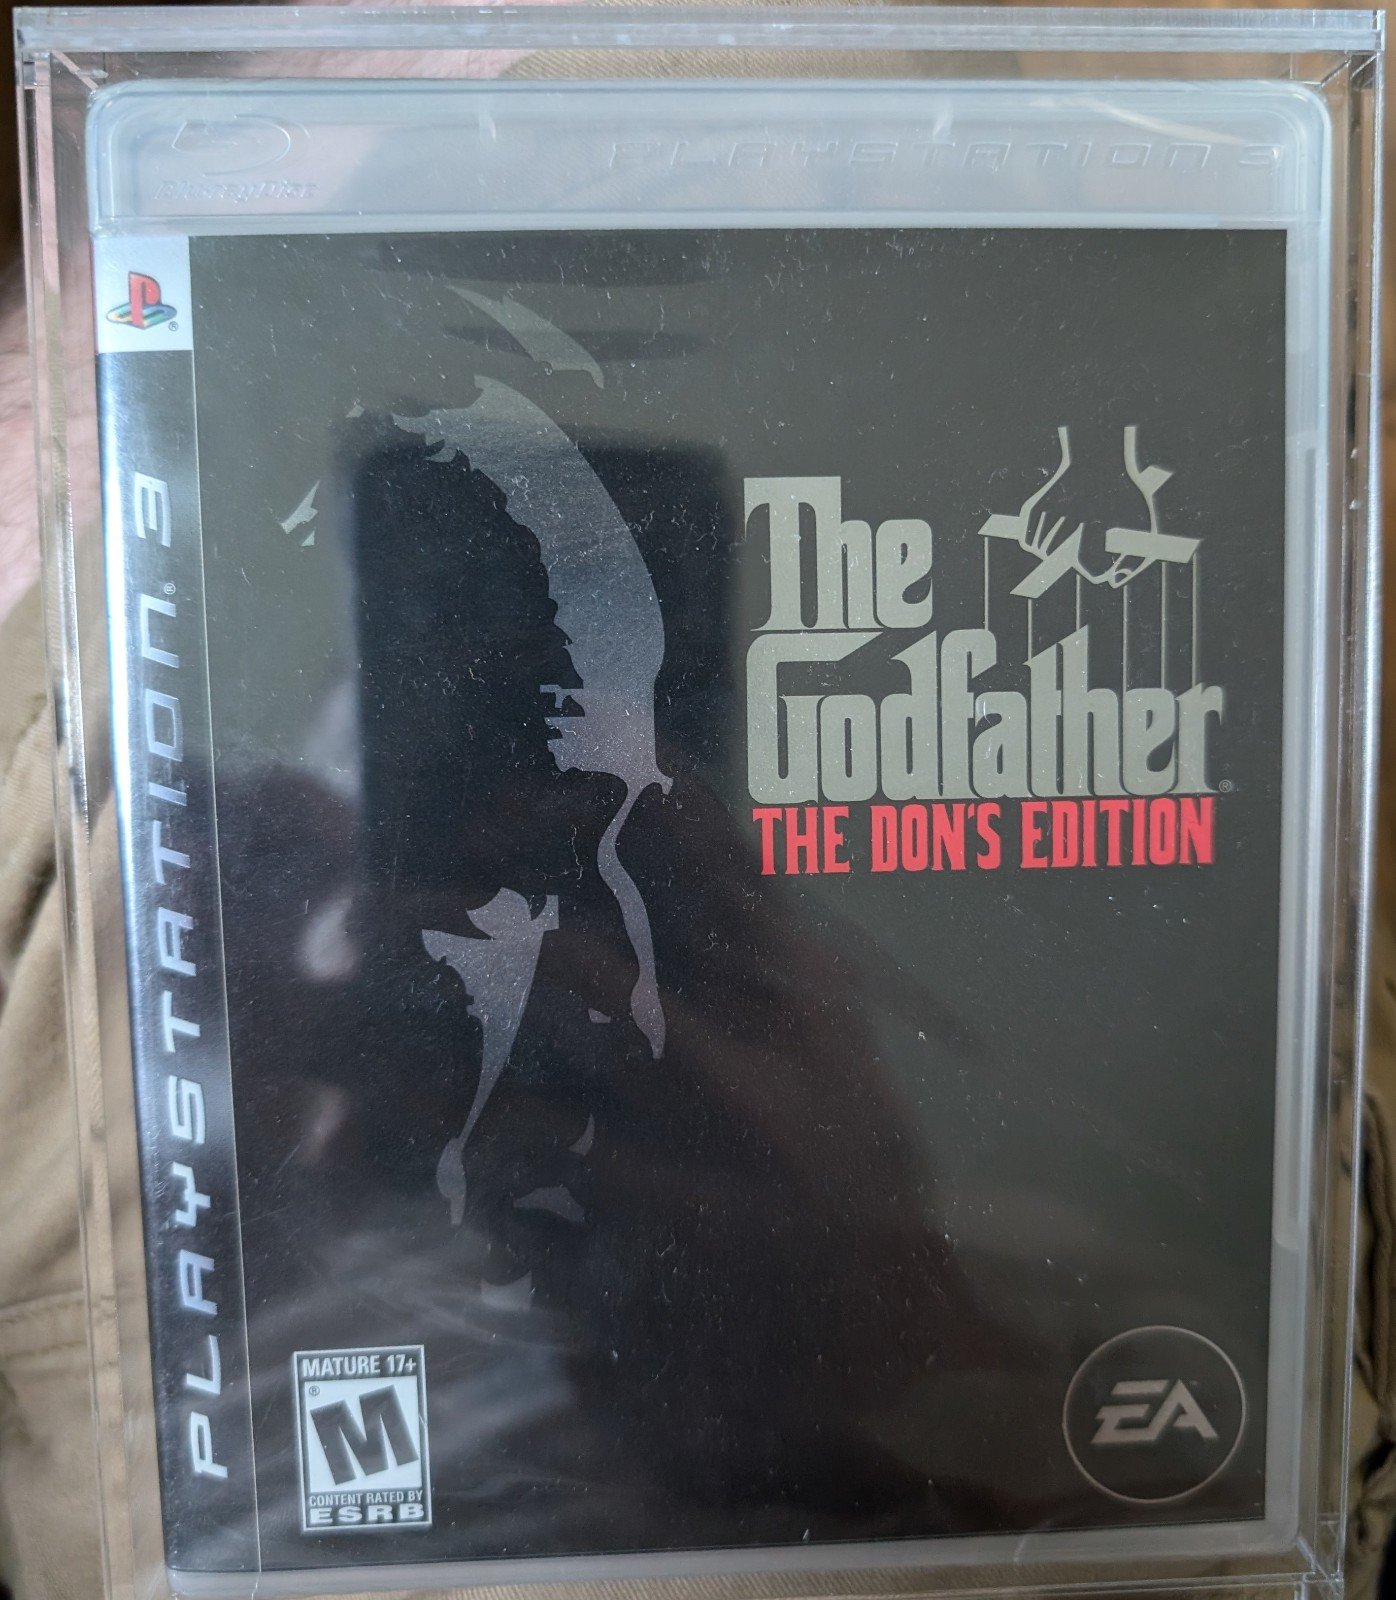 Blu-ray Disc
PLAYSTATION 3
PLAYSTATION®3
The
Godfather®
THE DON'S EDITION
MATURE 17+
M®
CONTENT RATED BY
ESRB
EA